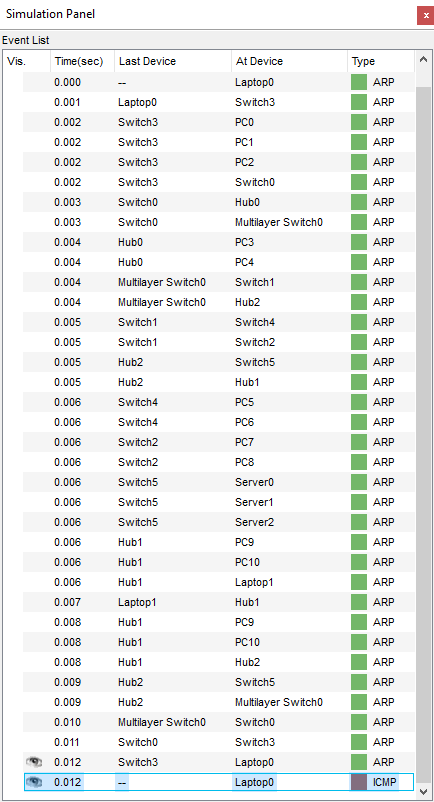 Simulation Panel
Event List
Vis. Time(sec) Last Device At Device Type
0.000 -- Laptop0 ARP
0.001 Laptop0 Switch3 ARP
0.002 Switch3 PC0 ARP
0.002 Switch3 PC1 ARP
0.002 Switch3 PC2 ARP
0.002 Switch3 Switch0 ARP
0.003 Switch0 Hub0 ARP
0.003 Switch0 Multilayer Switch0 ARP
0.004 Hub0 PC3 ARP
0.004 Hub0 PC4 ARP
0.004 Multilayer Switch0 Switch1 ARP
0.004 Multilayer Switch0 Hub2 ARP
0.005 Switch1 Switch4 ARP
0.005 Switch1 Switch2 ARP
0.005 Hub2 Switch5 ARP
0.005 Hub2 Hub1 ARP
0.006 Switch4 PC5 ARP
0.006 Switch4 PC6 ARP
0.006 Switch2 PC7 ARP
0.006 Switch2 PC8 ARP
0.006 Switch5 Server0 ARP
0.006 Switch5 Server1 ARP
0.006 Switch5 Server2 ARP
0.006 Hub1 PC9 ARP
0.006 Hub1 PC10 ARP
0.006 Hub1 Laptop1 ARP
0.007 Laptop1 Hub1 ARP
0.008 Hub1 PC9 ARP
0.008 Hub1 PC10 ARP
0.008 Hub1 Hub2 ARP
0.009 Hub2 Switch5 ARP
0.009 Hub2 Multilayer Switch0 ARP
0.010 Multilayer Switch0 Switch0 ARP
0.011 Switch0 Switch3 ARP
0.012 Switch3 Laptop0 ARP
0.012 -- Laptop0 ICMP